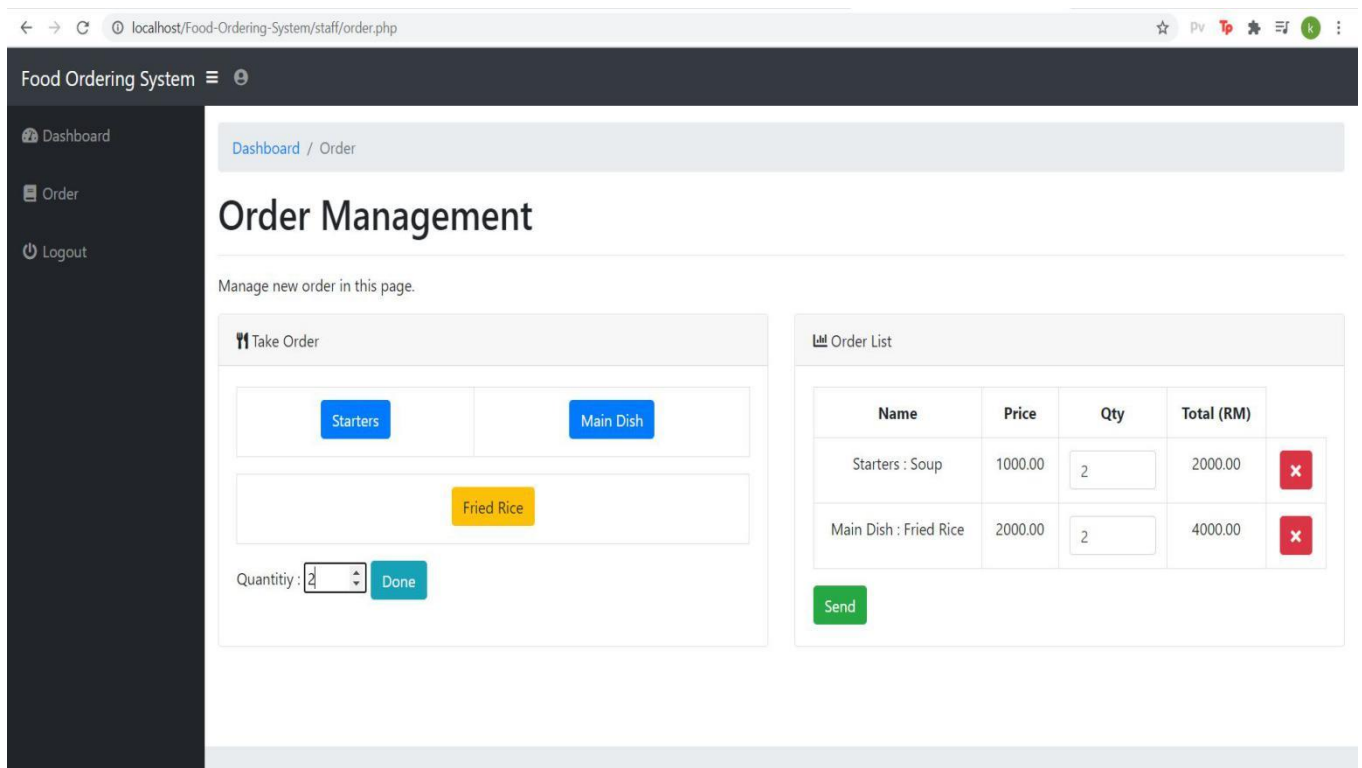 localhost/Food-Ordering-System/staff/order.php
Pv Tp k
Food Ordering System
Dashboard
Order
Logout
Dashboard / Order
Order Management
Manage new order in this page.
Take Order
Starters Main Dish
Fried Rice
Quantitiy : 2 Done
Order List
Name Price Qty Total (RM)
Starters : Soup 1000.00 2 2000.00
Main Dish : Fried Rice 2000.00 2 4000.00
Send